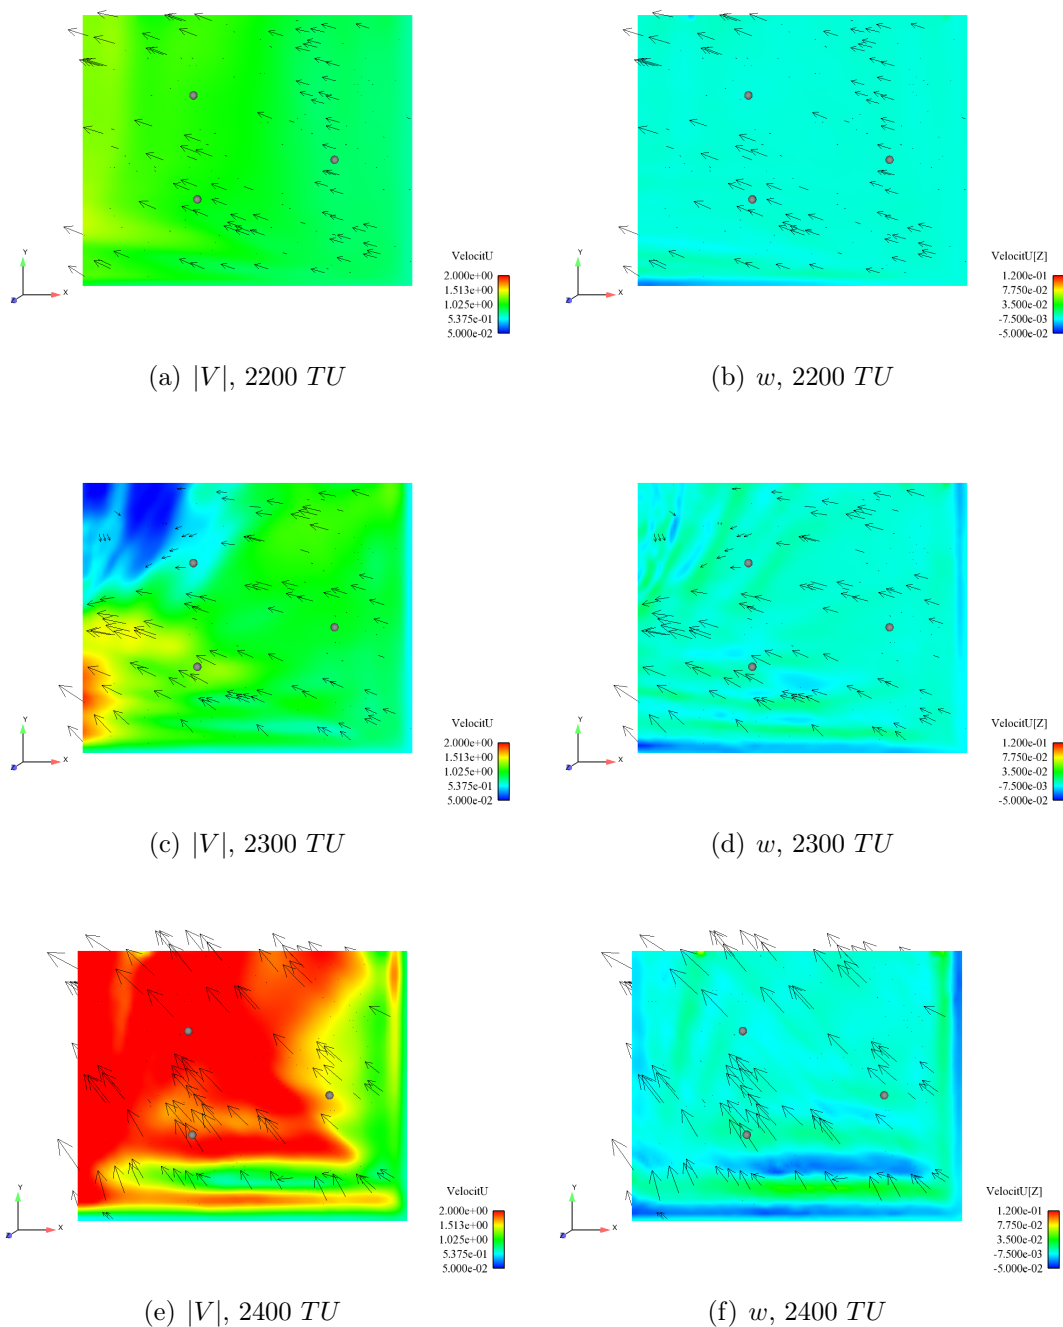 Y
X
Z
VelocitU
2.000e+00
1.513e+00
1.025e+00
5.375e-01
5.000e-02
Y
X
Z
VelocitU[Z]
1.200e-01
7.750e-02
3.500e-02
-7.500e-03
-5.000e-02
(a) |V|, 2200 TU
(b) w, 2200 TU
Y
X
Z
VelocitU
2.000e+00
1.513e+00
1.025e+00
5.375e-01
5.000e-02
Y
X
Z
VelocitU[Z]
1.200e-01
7.750e-02
3.500e-02
-7.500e-03
-5.000e-02
(c) |V|, 2300 TU
(d) w, 2300 TU
Y
X
Z
VelocitU
2.000e+00
1.513e+00
1.025e+00
5.375e-01
5.000e-02
Y
X
Z
VelocitU[Z]
1.200e-01
7.750e-02
3.500e-02
-7.500e-03
-5.000e-02
(e) |V|, 2400 TU
(f) w, 2400 TU